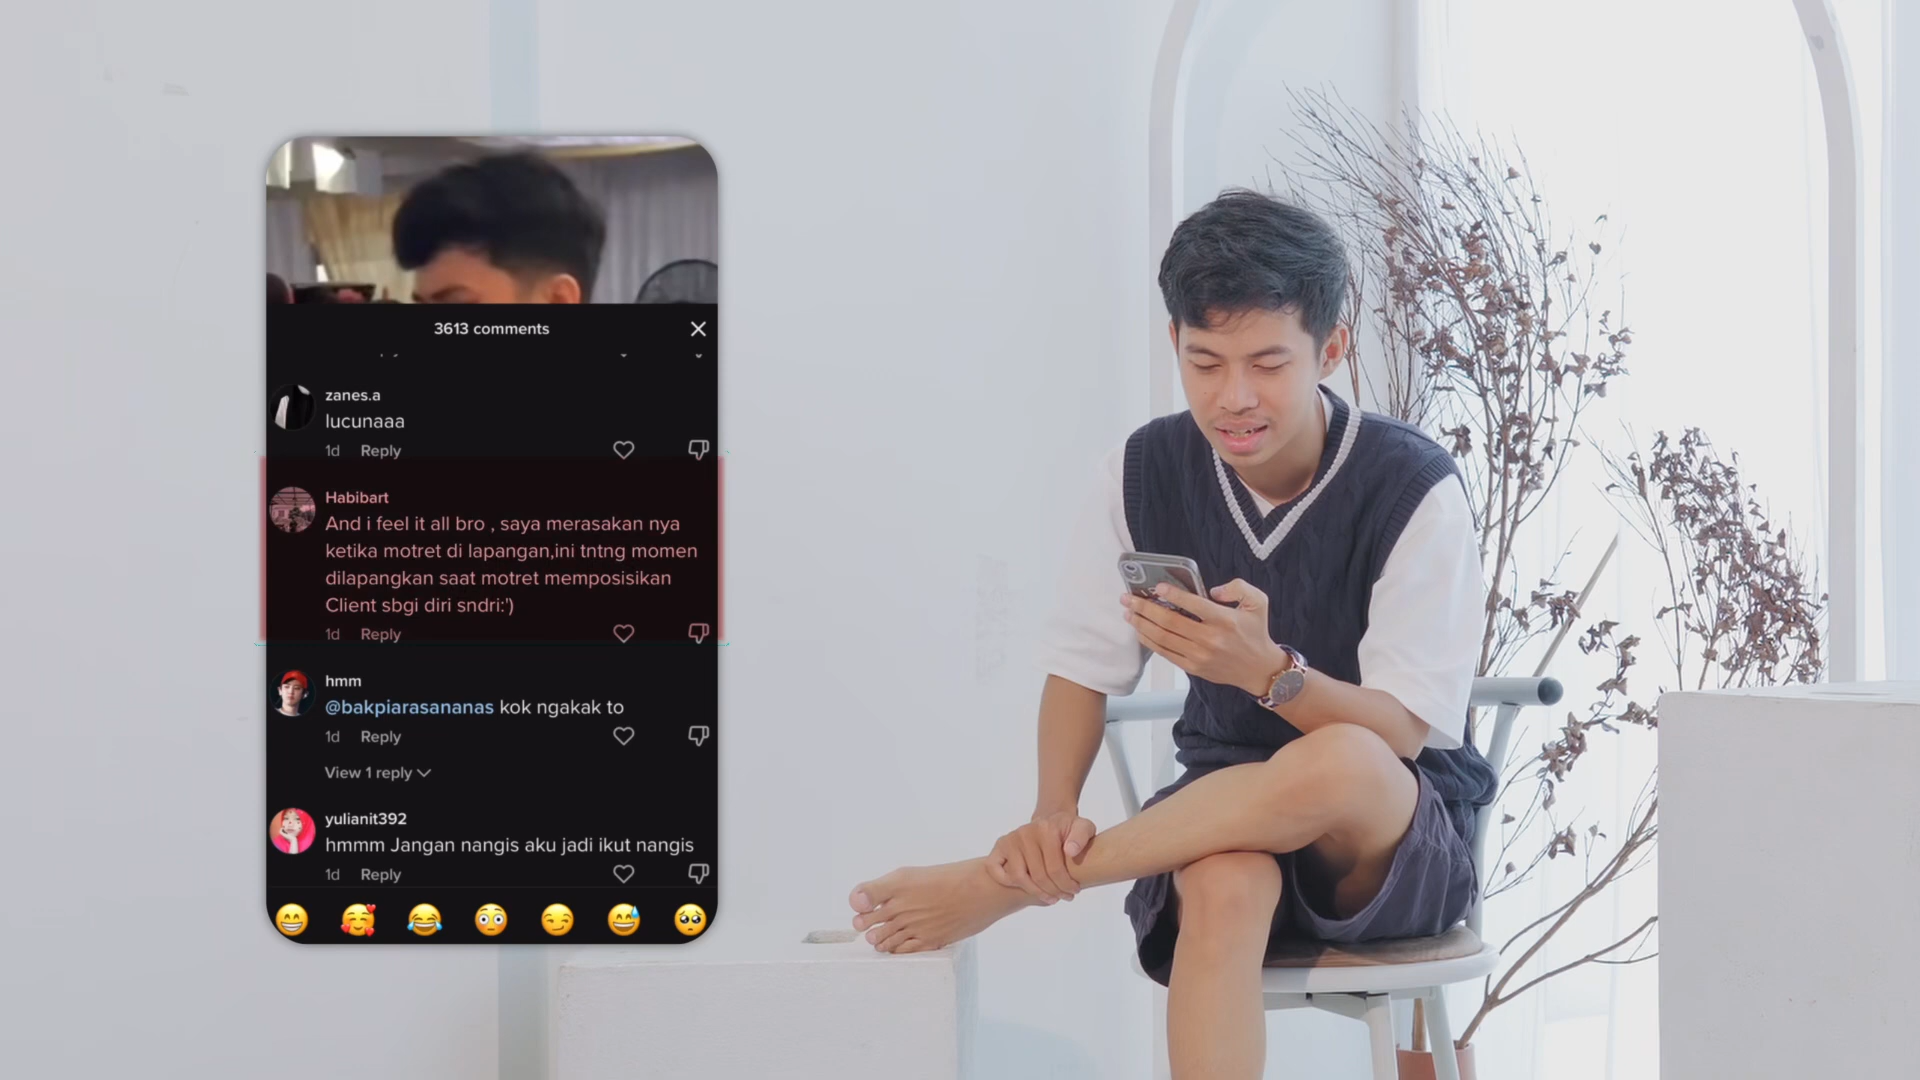 3613 comments
zanes.a
lucunaaa
1d Reply
Habibart
And i feel it all bro , saya merasakan nya
ketika motret di lapangan,ini tntng momen
dilapangkan saat motret memposisikan
Client sbgi diri sndri:')
1d Reply
hmm
@bakpiarasananas kok ngakak to
1d Reply
View 1 reply
yulianit392
hmmm Jangan nangis aku jadi ikut nangis
1d Reply